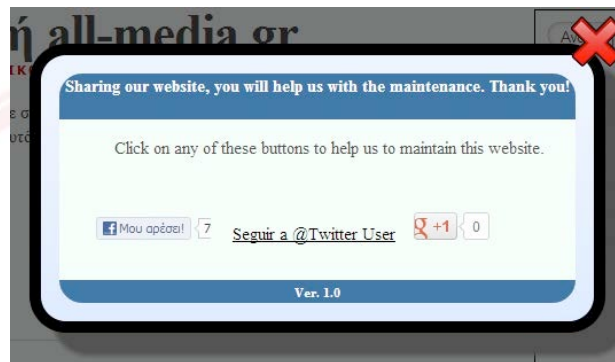 ή all-media gr
Sharing our website, you will help us with the maintenance. Thank you!
Click on any of these buttons to help us to maintain this website.
Μου αρέσει! 7
Seguir a @Twitter User
+1 0
Ver. 1.0